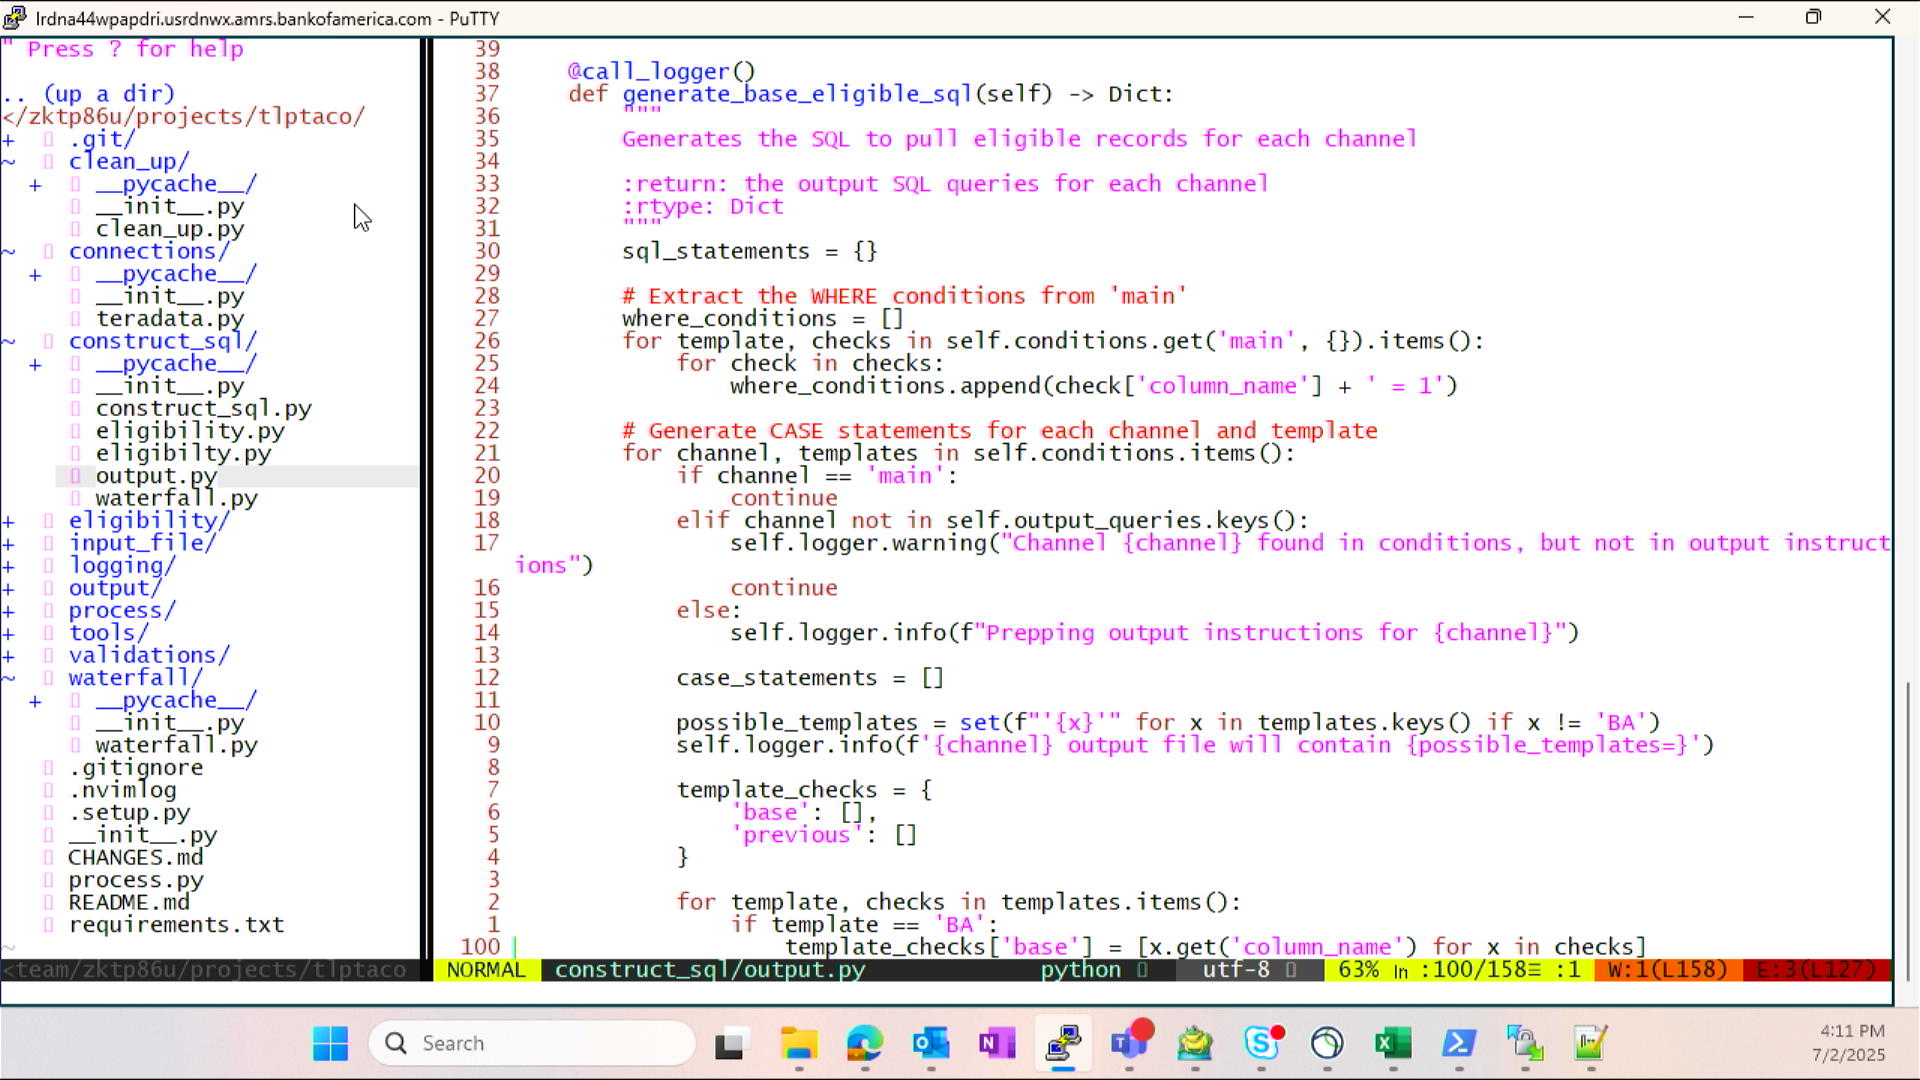 lrdna44wpapdri.usrdnwx.amrs.bankofamerica.com - PuTTY
" Press ? for help
.. (up a dir)
</zktp86u/projects/tlptaco/
+ .git/
~ clean_up/
+ __pycache__/
__init__.py
clean_up.py
~ connections/
+ __pycache__/
__init__.py
teradata.py
~ construct_sql/
+ __pycache__/
__init__.py
construct_sql.py
eligibility.py
eligibilty.py
output.py
waterfall.py
+ eligibility/
+ input_file/
+ logging/
+ output/
+ process/
+ tools/
+ validations/
~ waterfall/
+ __pycache__/
__init__.py
waterfall.py
.gitignore
.nvimlog
.setup.py
__init__.py
CHANGES.md
process.py
README.md
requirements.txt
~
<team/zktp86u/projects/tlptaco
39
38     @call_logger()
37     def generate_base_eligible_sql(self) -> Dict:
36         """
35         Generates the SQL to pull eligible records for each channel
34
33         :return: the output SQL queries for each channel
32         :rtype: Dict
31         """
30         sql_statements = {}
29
28         # Extract the WHERE conditions from 'main'
27         where_conditions = []
26         for template, checks in self.conditions.get('main', {}).items():
25             for check in checks:
24                 where_conditions.append(check['column_name'] + ' = 1')
23
22         # Generate CASE statements for each channel and template
21         for channel, templates in self.conditions.items():
20             if channel == 'main':
19                 continue
18             elif channel not in self.output_queries.keys():
17                 self.logger.warning("Channel {channel} found in conditions, but not in output instruct
ions")
16                 continue
15             else:
14                 self.logger.info(f"Prepping output instructions for {channel}")
13
12             case_statements = []
11
10             possible_templates = set(f"'{x}'" for x in templates.keys() if x != 'BA')
9             self.logger.info(f'{channel} output file will contain {possible_templates=}')
8
7             template_checks = {
6                 'base': [],
5                 'previous': []
4             }
3
2             for template, checks in templates.items():
1                 if template == 'BA':
100                     template_checks['base'] = [x.get('column_name') for x in checks]
NORMAL construct_sql/output.py python utf-8 63% ln :100/158≡ :1 W:1(L158) E:3(L127)
Search
4:11 PM
7/2/2025